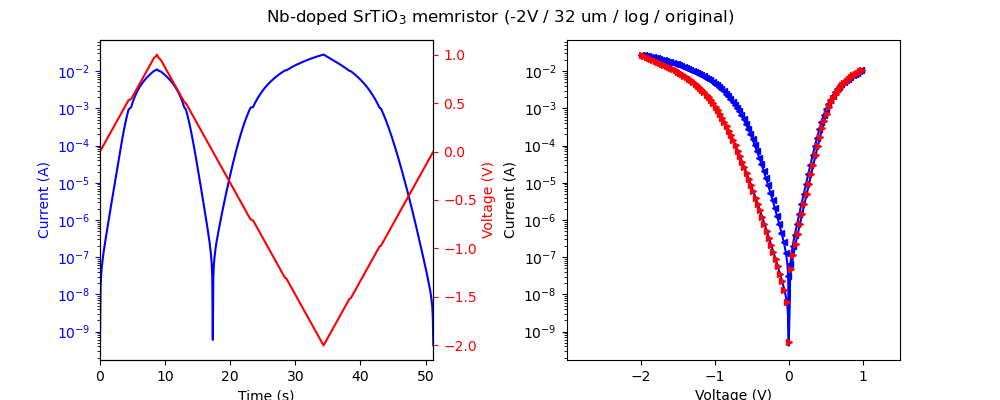 Nb-doped SrTiO₃ memristor (-2V / 32 um / log / original)
Current (A)
10⁻²
10⁻³
10⁻⁴
10⁻⁵
10⁻⁶
10⁻⁷
10⁻⁸
10⁻⁹
0 10 20 30 40 50
Time (s)
1.0
0.5
0.0
−0.5
−1.0
−1.5
−2.0
Voltage (V)
Current (A)
10⁻²
10⁻³
10⁻⁴
10⁻⁵
10⁻⁶
10⁻⁷
10⁻⁸
10⁻⁹
−2 −1 0 1
Voltage (V)